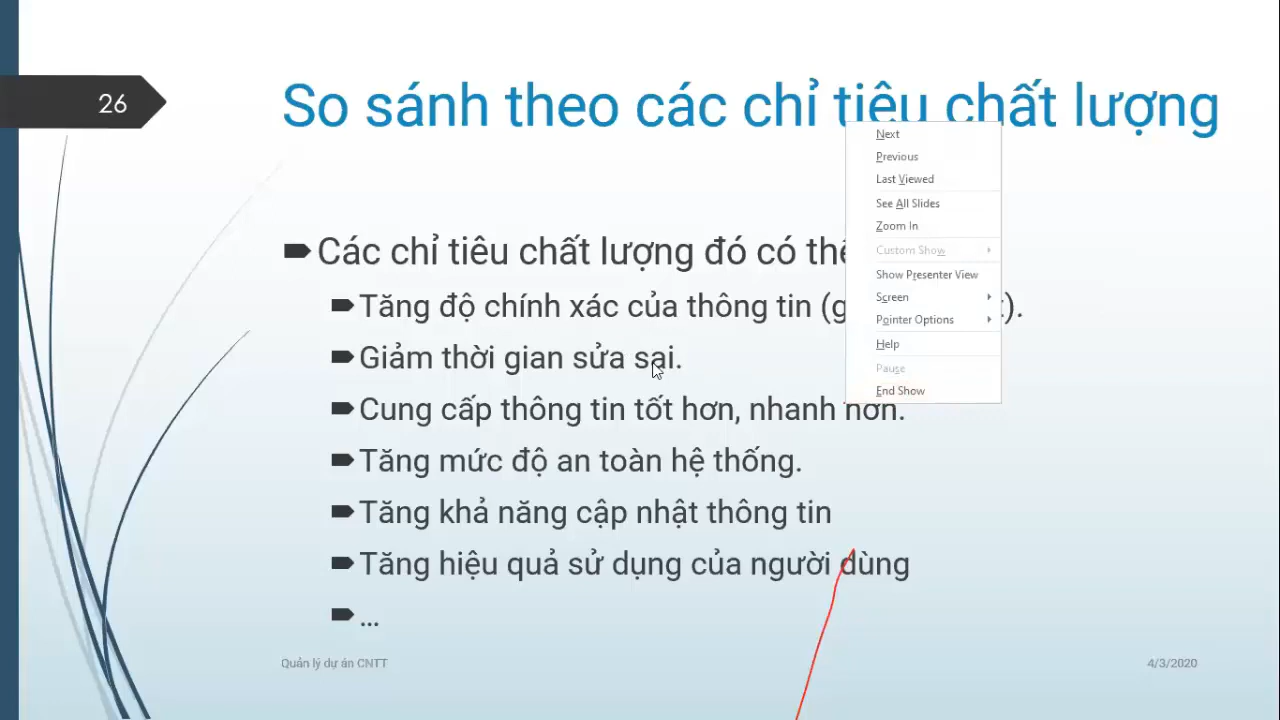 26
So sánh theo các chỉ tiêu chất lượng
Các chỉ tiêu chất lượng đó có thể
Tăng độ chính xác của thông tin (g ).
Giảm thời gian sửa sai.
Cung cấp thông tin tốt hơn, nhanh hơn.
Tăng mức độ an toàn hệ thống.
Tăng khả năng cập nhật thông tin
Tăng hiệu quả sử dụng của người dùng
...
Next
Previous
Last Viewed
See All Slides
Zoom In
Custom Show
Show Presenter View
Screen
Pointer Options
Help
Pause
End Show
Quản lý dự án CNTT
4/3/2020